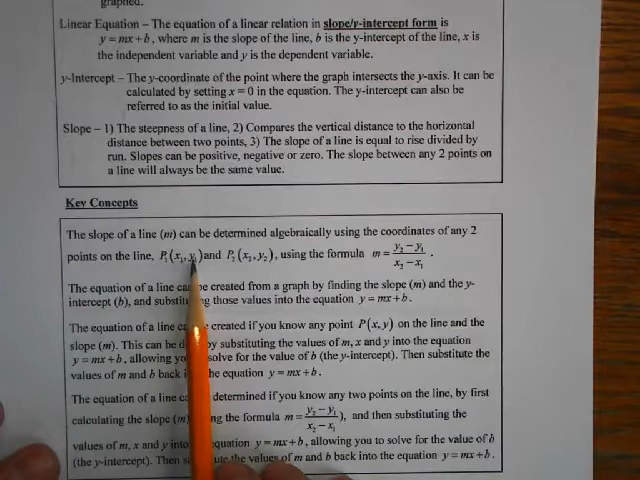 graphed.
Linear Equation – The equation of a linear relation in slope/y-intercept form is
y = mx + b, where m is the slope of the line, b is the y-intercept of the line, x is
the independent variable and y is the dependent variable.
y-Intercept – The y-coordinate of the point where the graph intersects the y-axis. It can be
calculated by setting x = 0 in the equation. The y-intercept can also be
referred to as the initial value.
Slope – 1) The steepness of a line, 2) Compares the vertical distance to the horizontal
distance between two points, 3) The slope of a line is equal to rise divided by
run. Slopes can be positive, negative or zero. The slope between any 2 points on
a line will always be the same value.
Key Concepts
The slope of a line (m) can be determined algebraically using the coordinates of any 2
points on the line, P₁(x₁, y₁) and P₂(x₂, y₂), using the formula m = (y₂ − y₁)/(x₂ − x₁).
The equation of a line can be created from a graph by finding the slope (m) and the y-
intercept (b), and those values into the equation y = mx + b.
The equation of a line created if you know any point P(x, y) on the line and the
slope (m). This can be by substituting the values of m, x and y into the equation
y = mx + b, allowing you solve for the value of b (the y-intercept). Then substitute the
values of m and b back equation y = mx + b.
The equation of a line determined if you know any two points on the line, by first
calculating the slope (m) the formula m = (y₂ − y₁)/(x₂ − x₁)), and then substituting the
values of m, x and y into equation y = mx + b, allowing you to solve for the value of b
(the y-intercept). Then the values of m and b back into the equation y = mx + b.